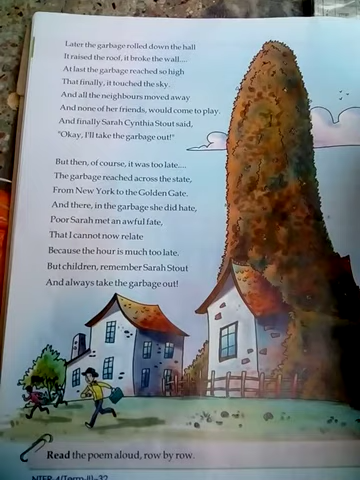 Later the garbage rolled down the hall
It raised the roof, it broke the wall....
At last the garbage reached so high
That finally, it touched the sky.
And all the neighbours moved away
And none of her friends, would come to play.
And finally Sarah Cynthia Stout said,
"Okay, I'll take the garbage out!"
But then, of course, it was too late....
The garbage reached across the state,
From New York to the Golden Gate.
And there, in the garbage she did hate,
Poor Sarah met an awful fate,
That I cannot now relate
Because the hour is much too late.
But children, remember Sarah Stout
And always take the garbage out!
Read the poem aloud, row by row.